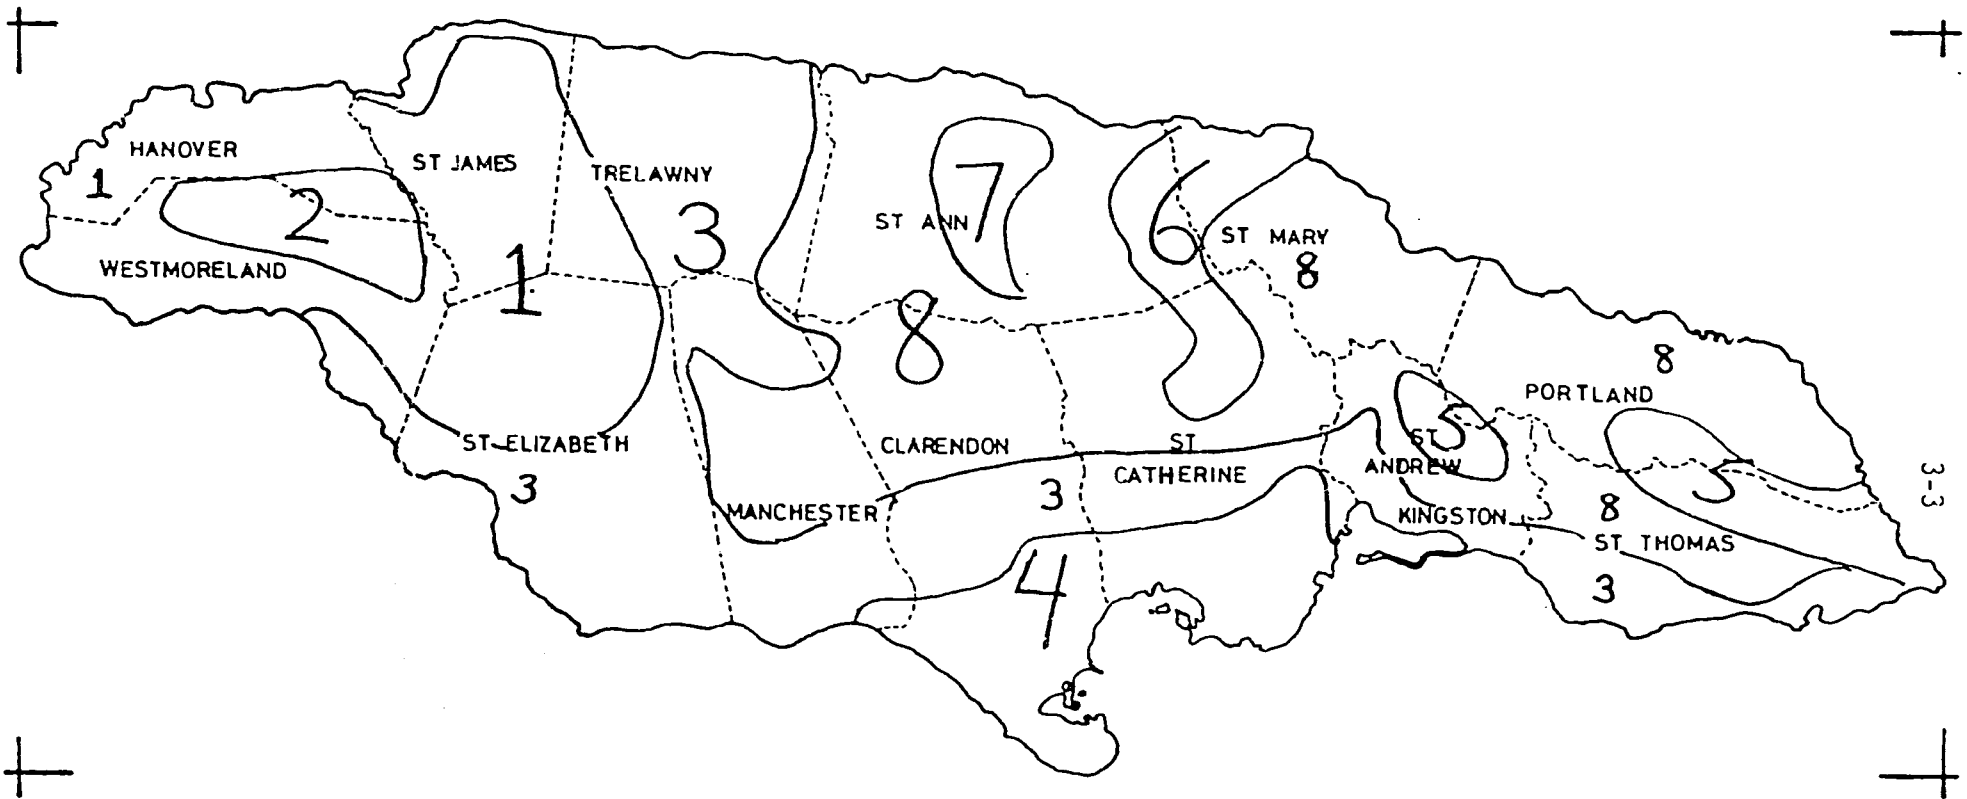 HANOVER
1
ST JAMES
TRELAWNY
3
2
WESTMORELAND
1
ST ANN
7
6
ST MARY
8
8
8
PORTLAND
ST ELIZABETH
3
MANCHESTER
CLARENDON
3
ST
CATHERINE
4
ST
ANDREW
5
KINGSTON
5
8
ST THOMAS
3
3-3